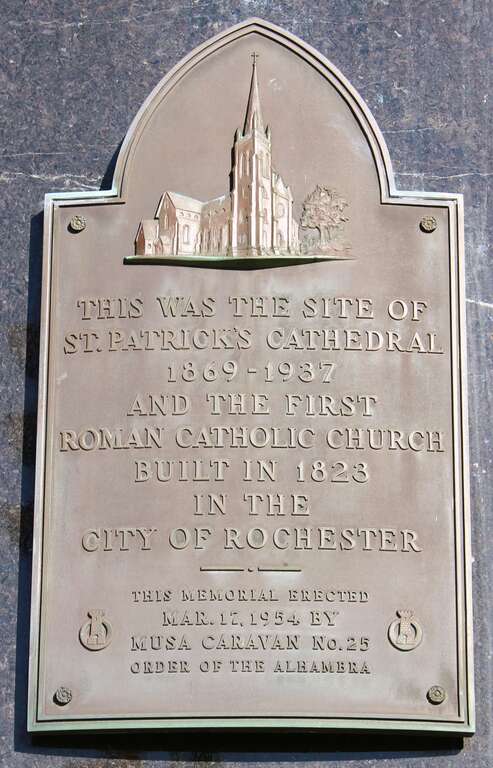 THIS WAS THE SITE OF
ST. PATRICK'S CATHEDRAL
1869-1937
AND THE FIRST
ROMAN CATHOLIC CHURCH
BUILT IN 1823
IN THE
CITY OF ROCHESTER
THIS MEMORIAL ERECTED
MAR. 17, 1954 BY
MUSA CARAVAN No. 25
ORDER OF THE ALHAMBRA